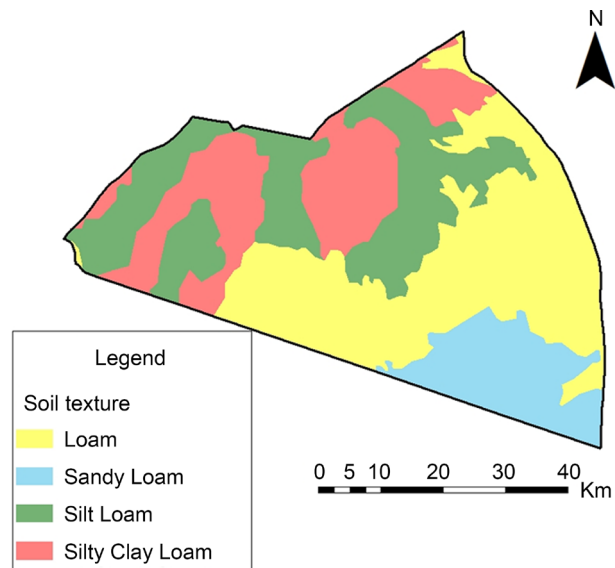 N
Legend
Soil texture
Loam
Sandy Loam
Silt Loam
Silty Clay Loam
0 5 10 20 30 40
Km